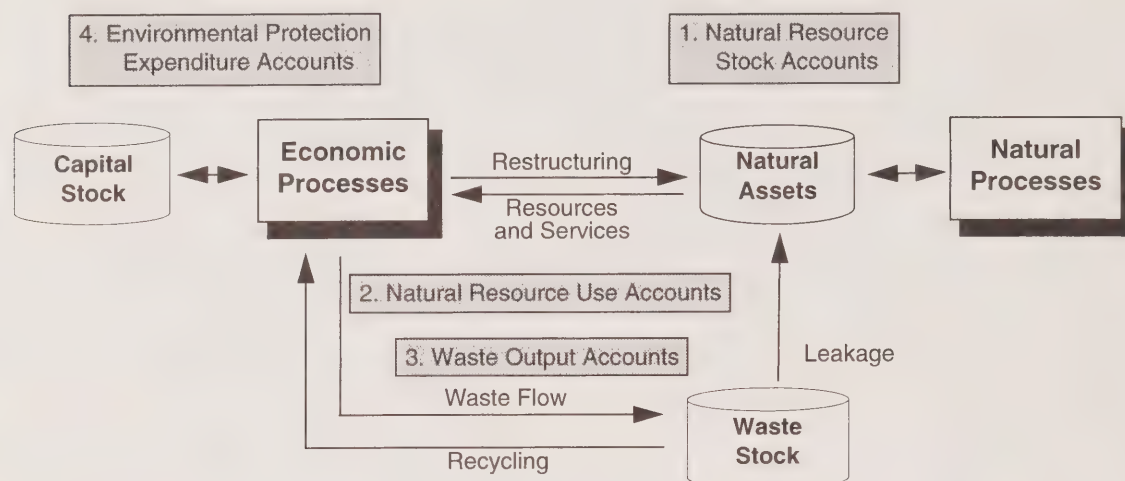 4. Environmental Protection
Expenditure Accounts
1. Natural Resource
Stock Accounts
Capital
Stock
Economic
Processes
Restructuring
Resources
and Services
Natural
Assets
Natural
Processes
2. Natural Resource Use Accounts
3. Waste Output Accounts
Leakage
Waste Flow
Recycling
Waste
Stock